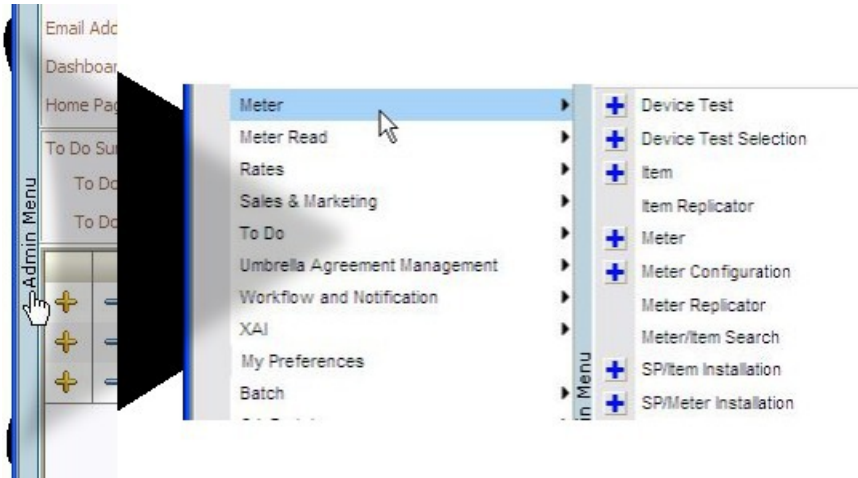 Email Add
Dashboar
Home Pag
To Do Su
To Do
To Do
Admin Menu
Meter
Meter Read
Rates
Sales & Marketing
To Do
Umbrella Agreement Management
Workflow and Notification
XAI
My Preferences
Batch
Menu
Device Test
Device Test Selection
Item
Item Replicator
Meter
Meter Configuration
Meter Replicator
Meter/Item Search
SP/Item Installation
SP/Meter Installation